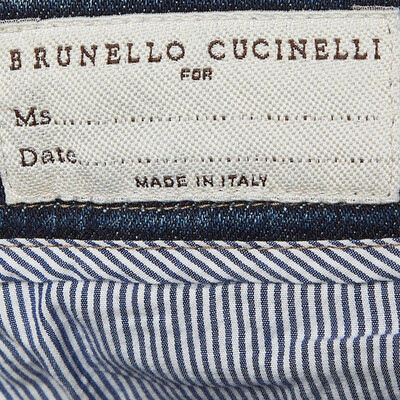 BRUNELLO CUCINELLI
FOR
Ms..............................
Date..............................
MADE IN ITALY